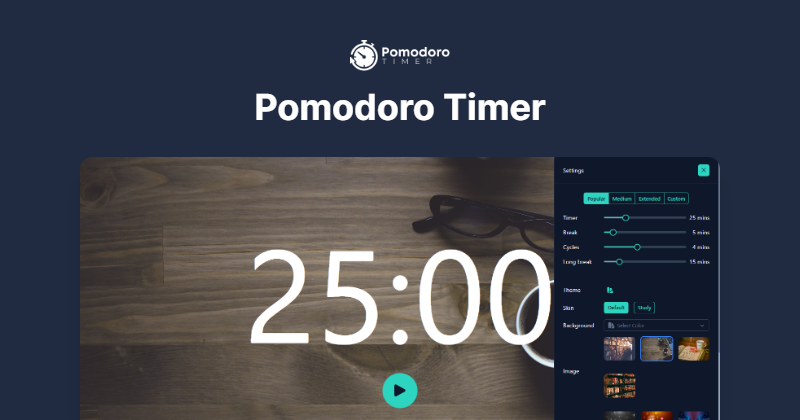 Pomodoro
TIMER
Pomodoro Timer
25:00
Settings
Popular Medium Extended Custom
Timer 25 mins
Break 5 mins
Cycles 4 mins
Long break 15 mins
Theme
Skin Default Study
Background Select Color
Image